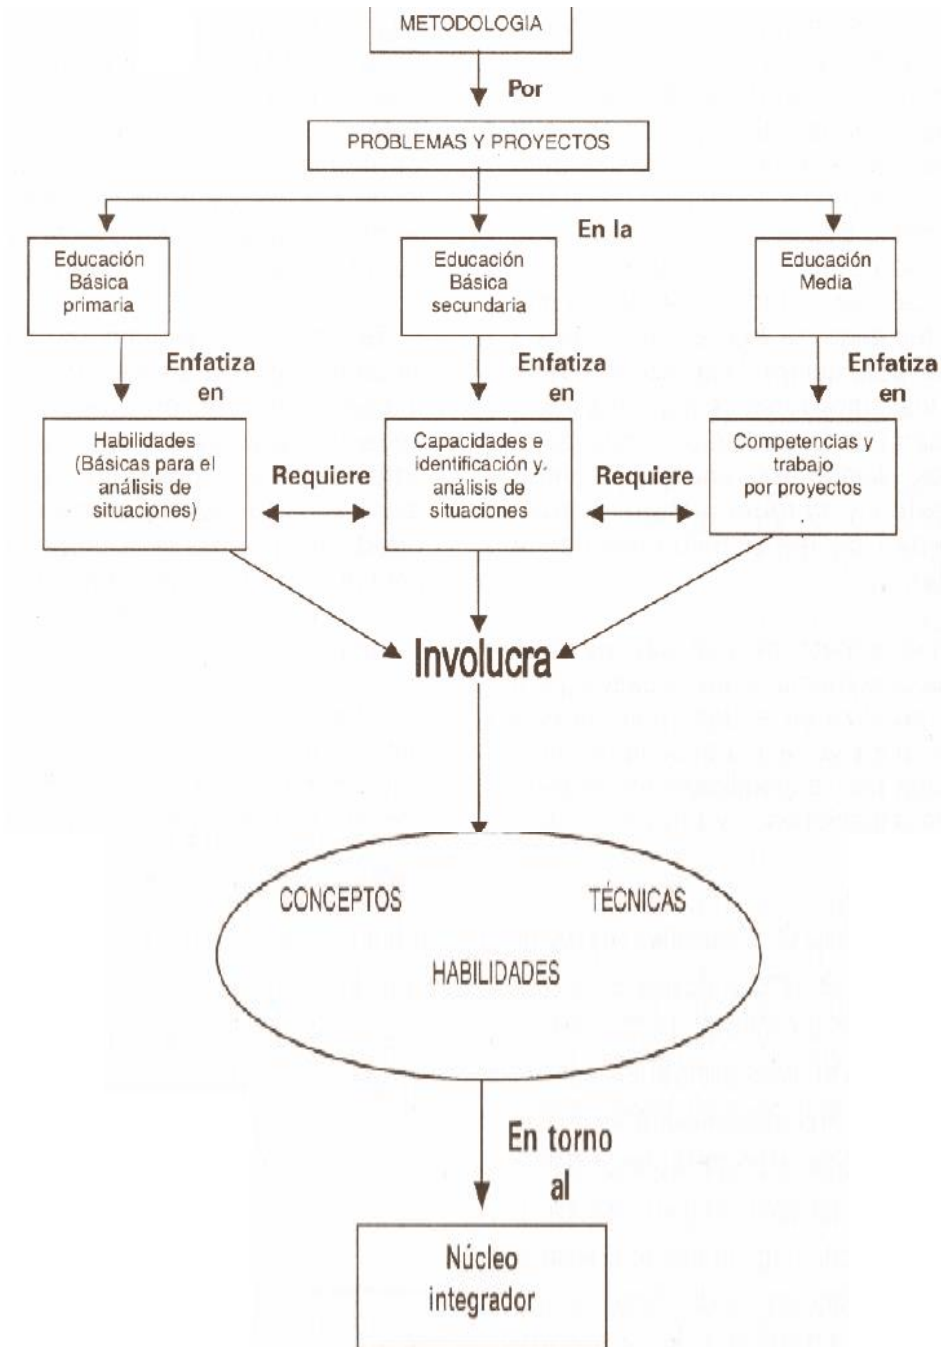 METODOLOGIA
Por
PROBLEMAS Y PROYECTOS
En la
Educación
Básica
primaria
Educación
Básica
secundaria
Educación
Media
Enfatiza
en
Enfatiza
en
Enfatiza
en
Habilidades
(Básicas para el
análisis de
situaciones)
Requiere
Capacidades e
identificación y.
análisis de
situaciones
Requiere
Competencias y
trabajo
por proyectos
Involucra
CONCEPTOS
TÉCNICAS
HABILIDADES
En torno
al
Núcleo
integrador